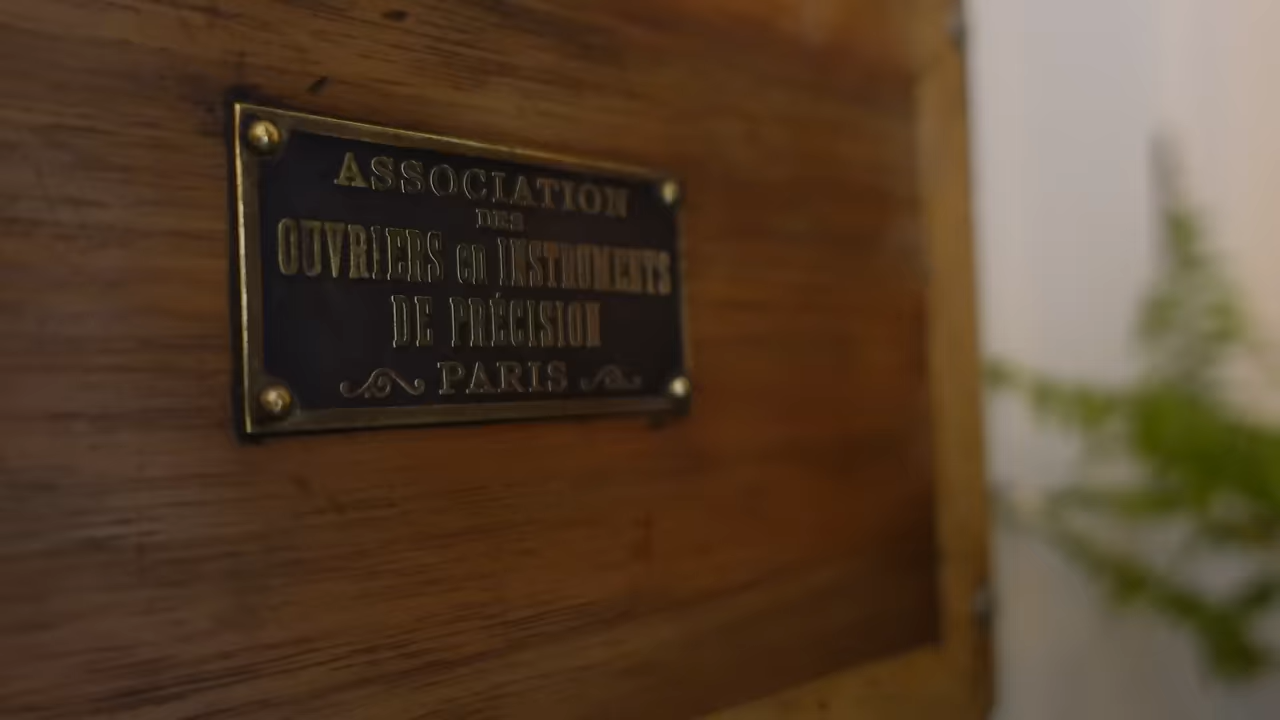 ASSOCIATION
DES
OUVRIERS en INSTRUMENTS
DE PRÉCISION
PARIS